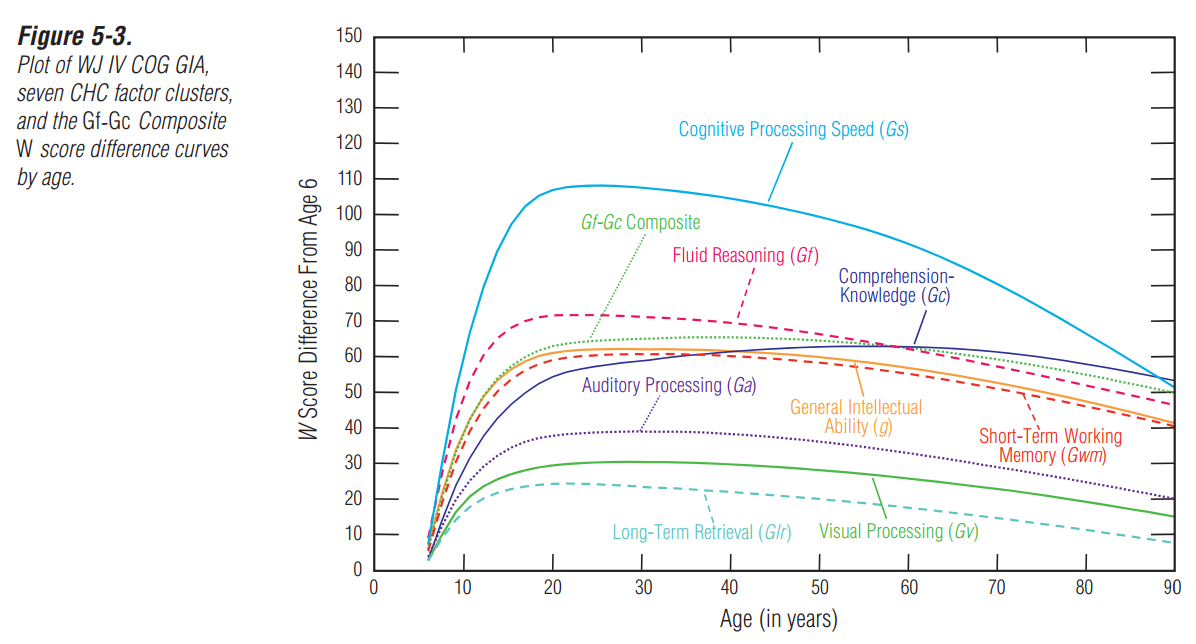 Figure 5-3.
Plot of WJ IV COG GIA,
seven CHC factor clusters,
and the Gf-Gc Composite
W score difference curves
by age.
W Score Difference From Age 6
150
140
130
120
110
100
90
80
70
60
50
40
30
20
10
0
Cognitive Processing Speed (Gs)
Gf-Gc Composite
Fluid Reasoning (Gf)
Comprehension-
Knowledge (Gc)
Auditory Processing (Ga)
General Intellectual
Ability (g)
Short-Term Working
Memory (Gwm)
Long-Term Retrieval (Glr)
Visual Processing (Gv)
0 10 20 30 40 50 60 70 80 90
Age (in years)